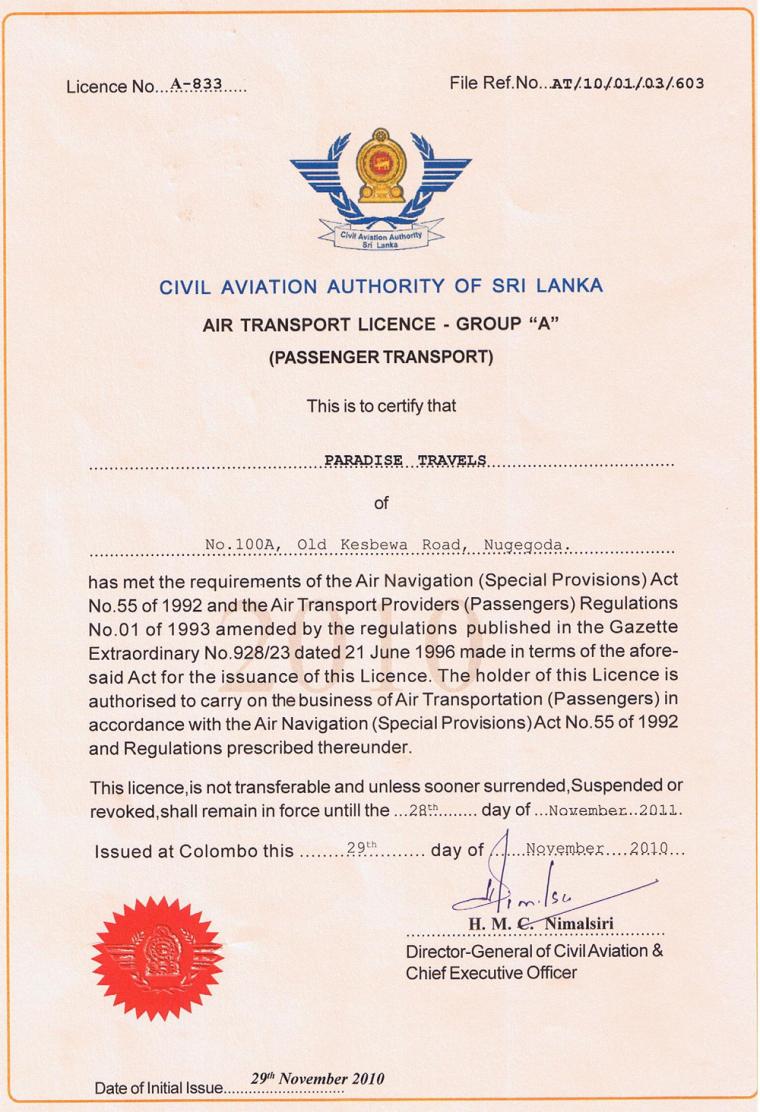 Licence No....A-833.....
File Ref.No...AT/10/01/03/603
Civil Aviation Authority
Sri Lanka
CIVIL AVIATION AUTHORITY OF SRI LANKA
AIR TRANSPORT LICENCE - GROUP “A”
(PASSENGER TRANSPORT)
This is to certify that
PARADISE TRAVELS
of
No.100A, Old Kesbewa Road, Nugegoda.
has met the requirements of the Air Navigation (Special Provisions) Act
No.55 of 1992 and the Air Transport Providers (Passengers) Regulations
No.01 of 1993 amended by the regulations published in the Gazette
Extraordinary No.928/23 dated 21 June 1996 made in terms of the afore-
said Act for the issuance of this Licence. The holder of this Licence is
authorised to carry on the business of Air Transportation (Passengers) in
accordance with the Air Navigation (Special Provisions) Act No.55 of 1992
and Regulations prescribed thereunder.
2010
This licence,is not transferable and unless sooner surrended,Suspended or
revoked,shall remain in force untill the ...28th........ day of ...November..2011.
Issued at Colombo this ........29th......... day of ......November....2010...
H. M. C. Nimalsiri
Director-General of Civil Aviation &
Chief Executive Officer
Date of Initial Issue....29th November 2010